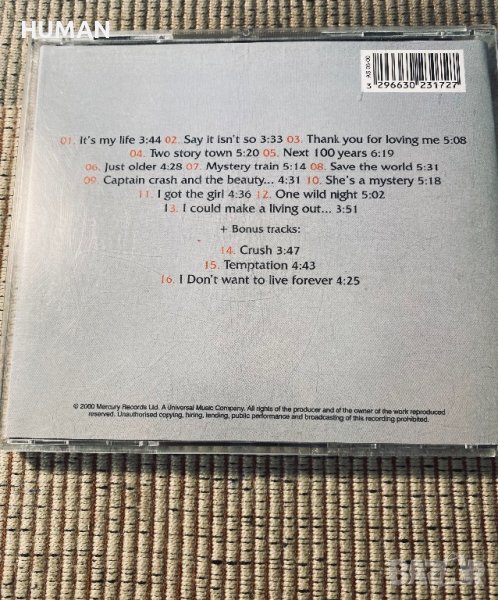 HUMAN
XS 05-00
3 296630 231727
01. It's my life 3:44 02. Say it isn't so 3:33 03. Thank you for loving me 5:08
04. Two story town 5:20 05. Next 100 years 6:19
06. Just older 4:28 07. Mystery train 5:14 08. Save the world 5:31
09. Captain crash and the beauty... 4:31 10. She's a mystery 5:18
11. I got the girl 4:36 12. One wild night 5:02
13. I could make a living out... 3:51
+ Bonus tracks:
14. Crush 3:47
15. Temptation 4:43
16. I Don't want to live forever 4:25
© 2000 Mercury Records Ltd. A Universal Music Company. All rights of the producer and of the owner of the work reproduced
reserved. Unauthorised copying, hiring, lending, public performance and broadcasting of this recording prohibited.